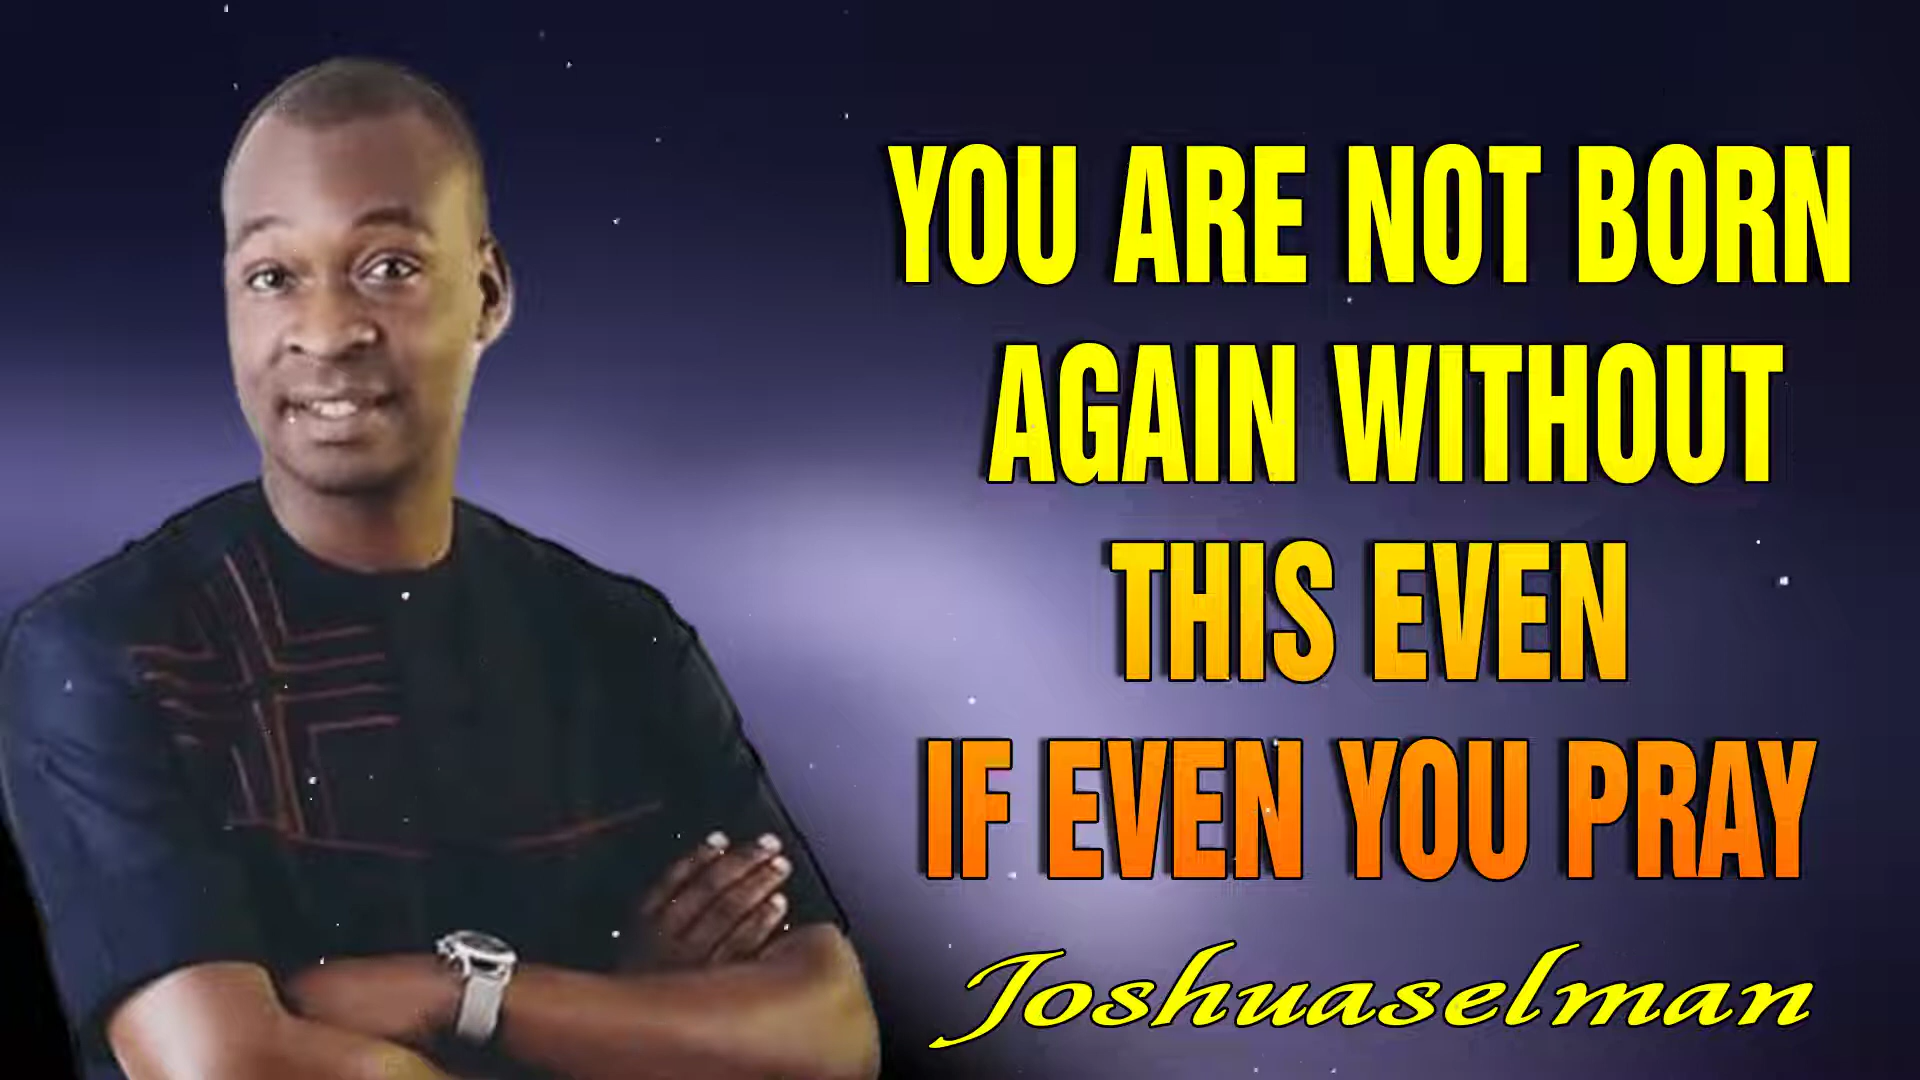 YOU ARE NOT BORN
AGAIN WITHOUT
THIS EVEN
IF EVEN YOU PRAY
Joshuaselman